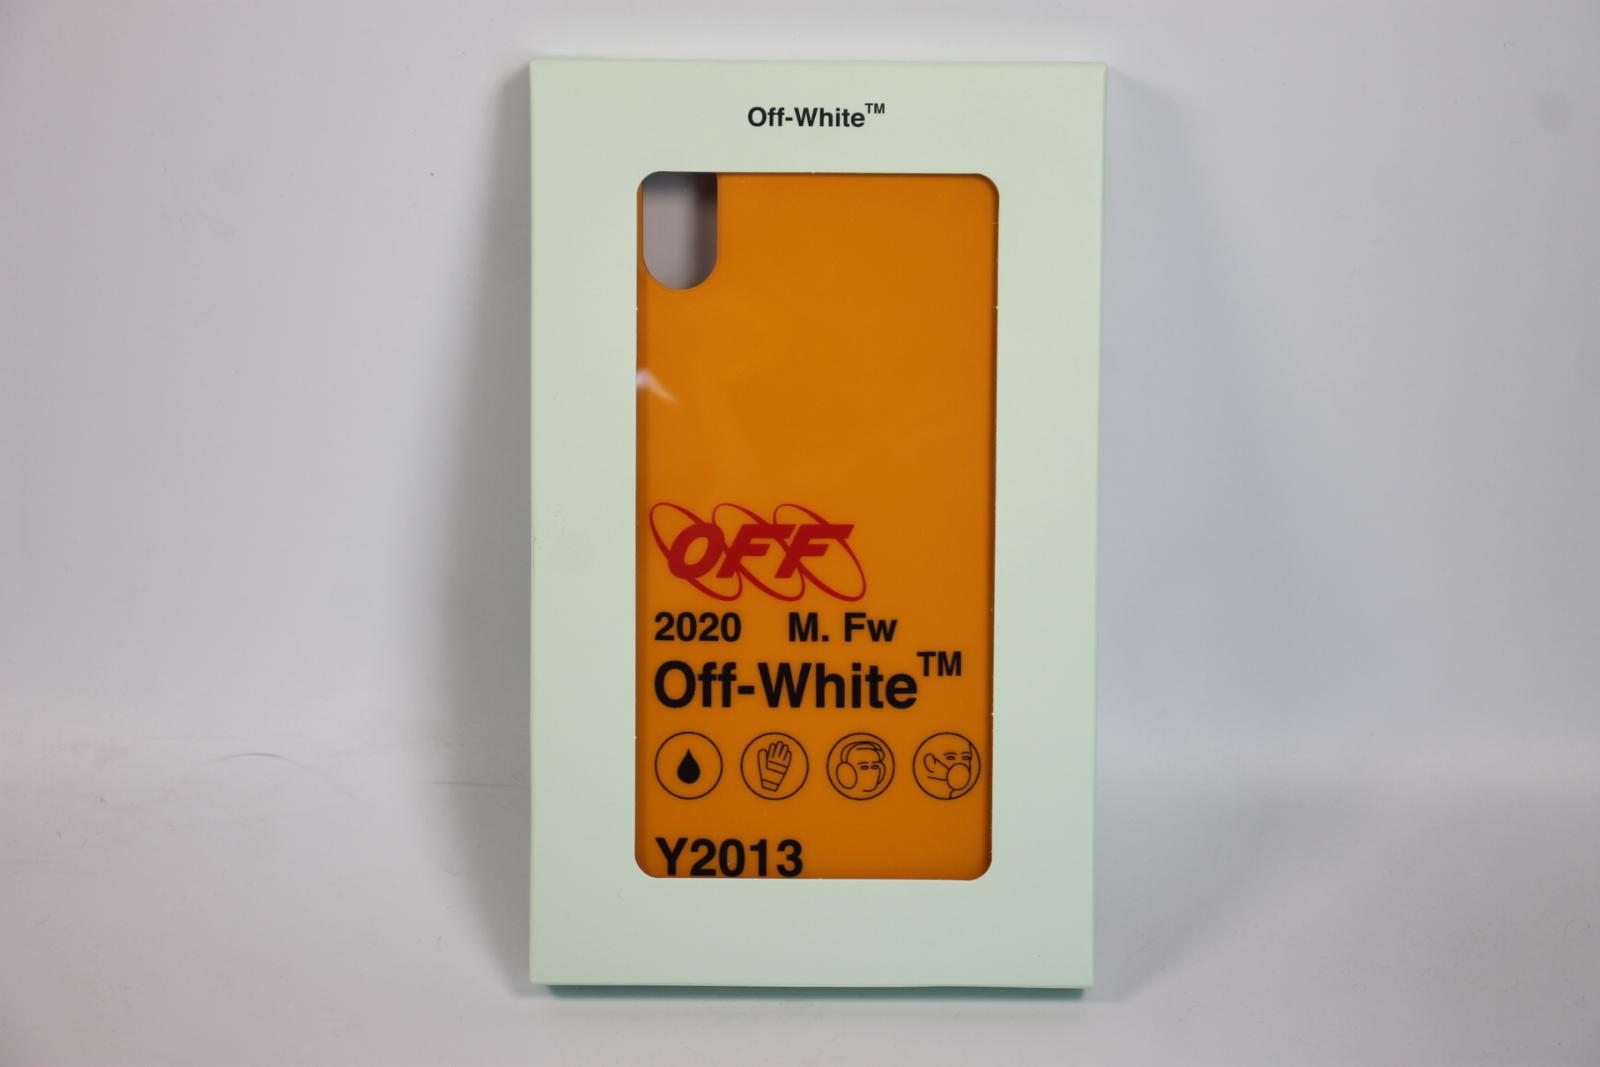 Off-White™
OFF
2020 M. Fw
Off-White™
Y2013